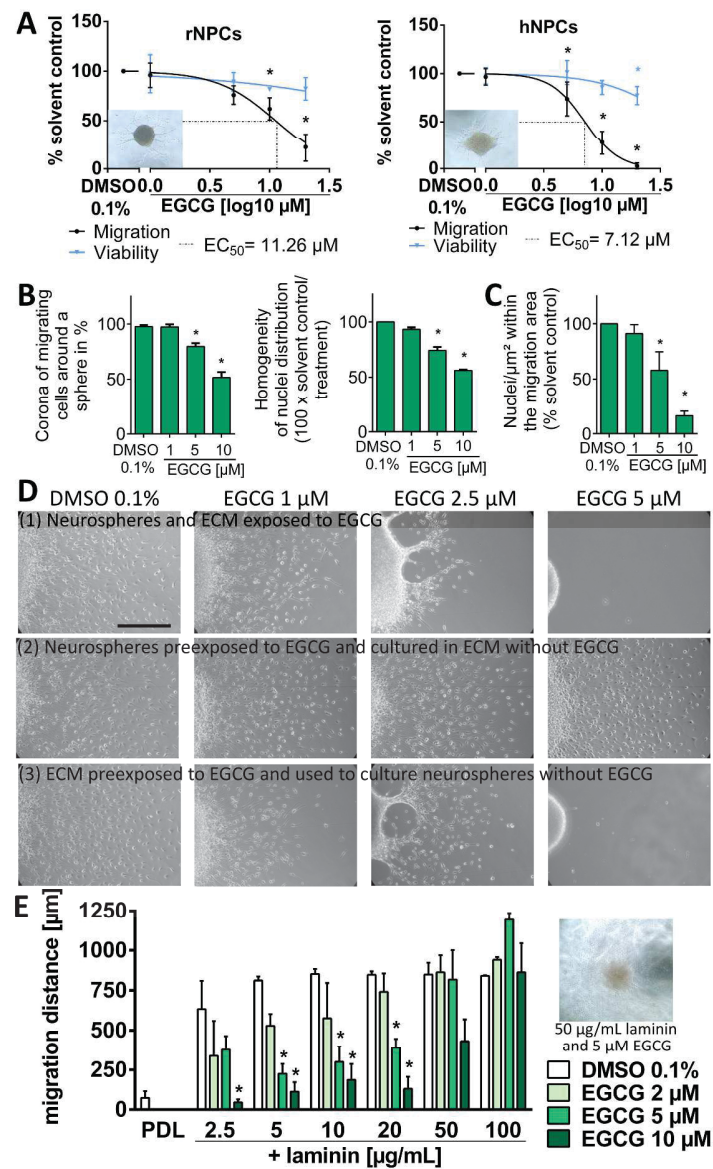 A
rNPCs
hNPCs
% solvent control
150
100
50
0
DMSO 0.1%
0.0 0.5 1.0 1.5
EGCG [log10 µM]
Migration
Viability
EC50= 11.26 µM
*
*
% solvent control
150
100
50
0
DMSO 0.1%
0.0 0.5 1.0 1.5
EGCG [log10 µM]
Migration
Viability
EC50= 7.12 µM
*
*
*
*
B
Corona of migrating
cells around a
sphere in %
100
50
0
* *
DMSO 1 5 10
0.1% EGCG [µM]
Homogeneity
of nuclei distribution
(100 x solvent control/
treatment)
100
50
0
* *
DMSO 1 5 10
0.1% EGCG [µM]
C
Nuclei/µm² within
the migration area
(% solvent control)
100
50
0
* *
DMSO 1 5 10
0.1% EGCG [µM]
D
DMSO 0.1% EGCG 1 µM EGCG 2.5 µM EGCG 5 µM
(1) Neurospheres and ECM exposed to EGCG
(2) Neurospheres preexposed to EGCG and cultured in ECM without EGCG
(3) ECM preexposed to EGCG and used to culture neurospheres without EGCG
E
migration distance [µm]
1250
1000
750
500
250
0
* * * * * * *
PDL 2.5 5 10 20 50 100
+ laminin [µg/mL]
50 µg/mL laminin
and 5 µM EGCG
DMSO 0.1%
EGCG 2 µM
EGCG 5 µM
EGCG 10 µM